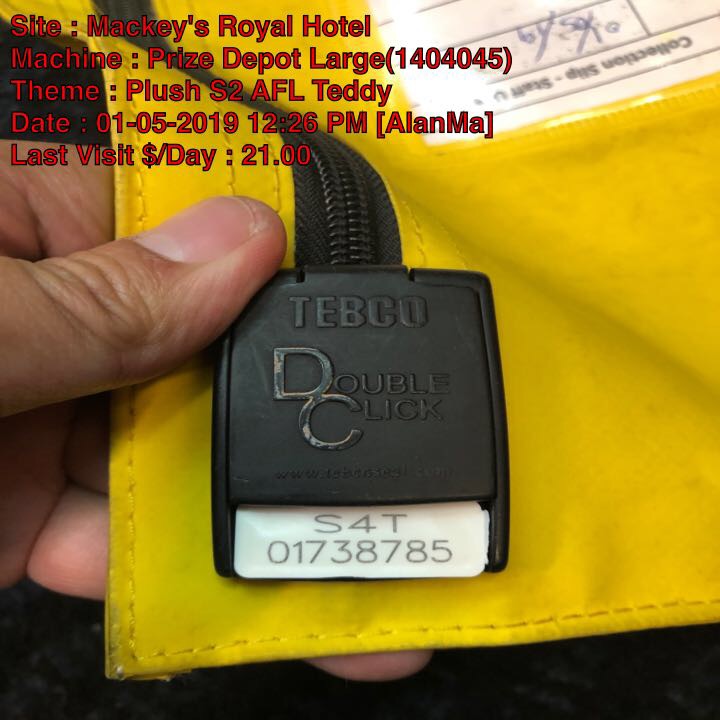 Site : Mackey's Royal Hotel
Machine : Prize Depot Large(1404045)
Theme : Plush S2 AFL Teddy
Date : 01-05-2019 12:26 PM [AlanMa]
Last Visit $/Day : 21.00
Collection Slip - Staff U
TEBCO
DOUBLE
CLICK
S4T
01738785